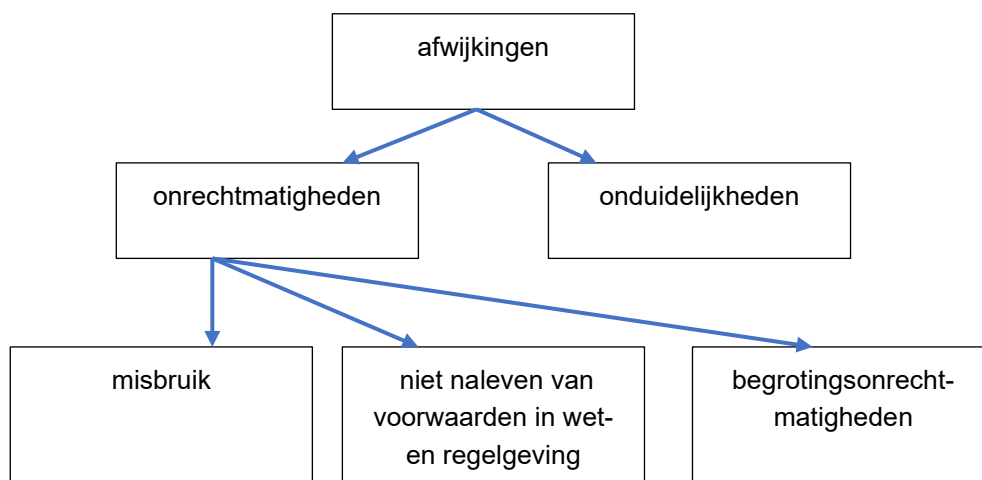 afwijkingen
onrechtmatigheden
onduidelijkheden
misbruik
niet naleven van
voorwaarden in wet-
en regelgeving
begrotingsonrecht-
matigheden